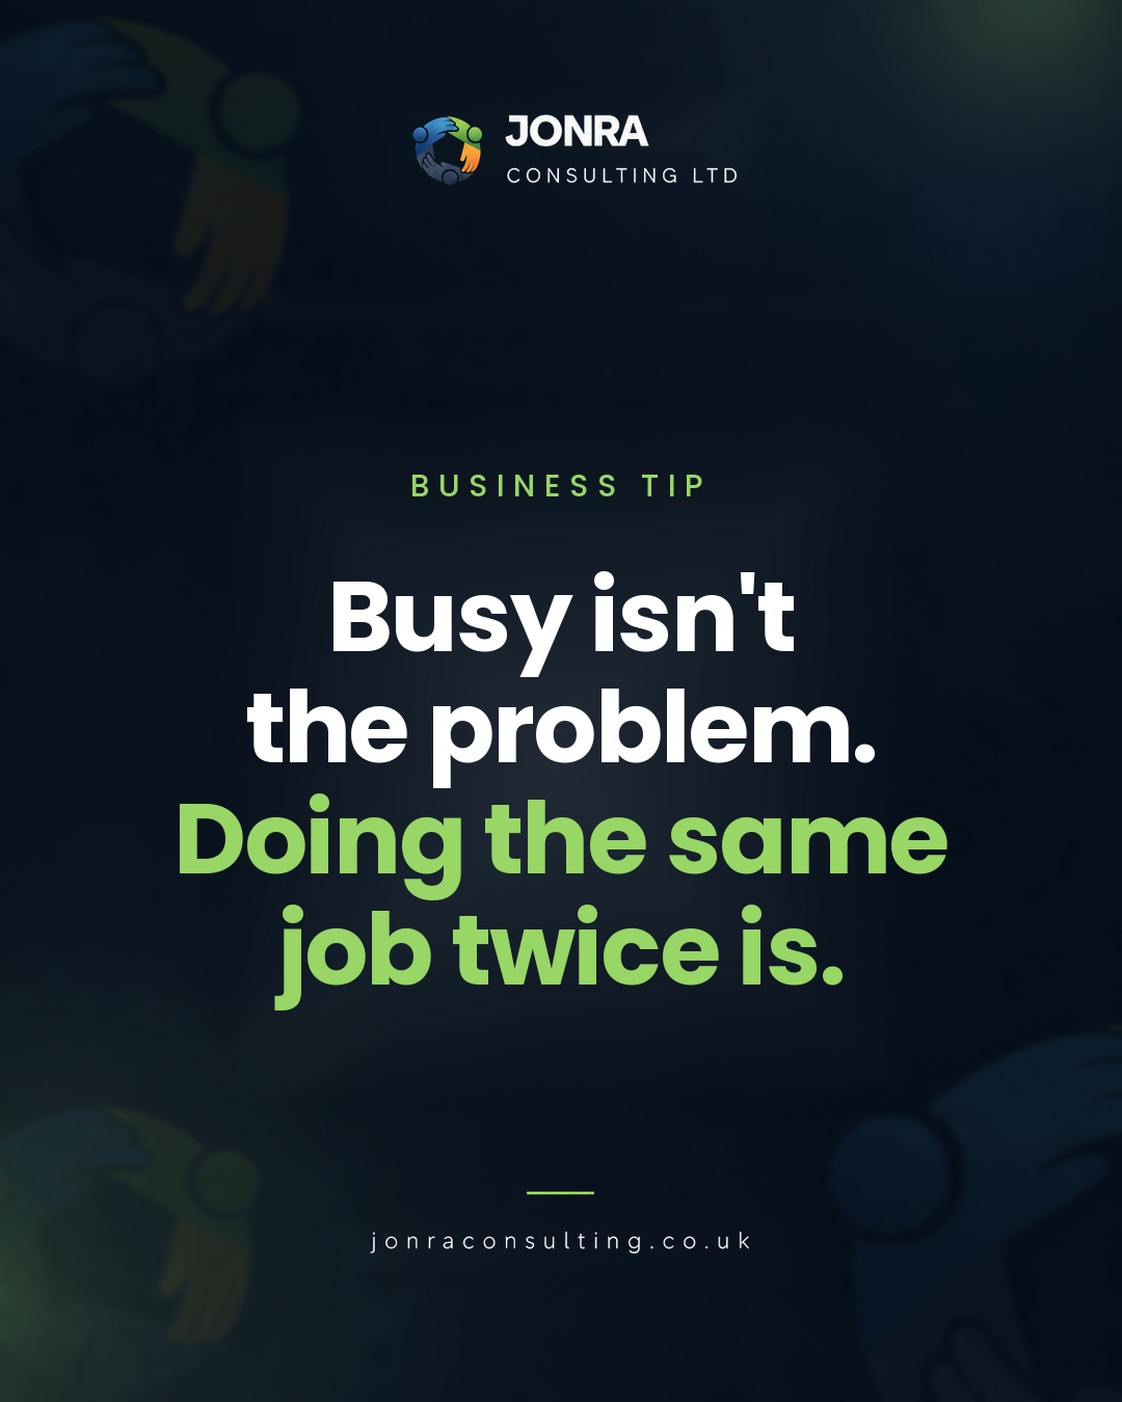 JONRA
CONSULTING LTD
BUSINESS TIP
Busy isn't
the problem.
Doing the same
job twice is.
jonraconsulting.co.uk